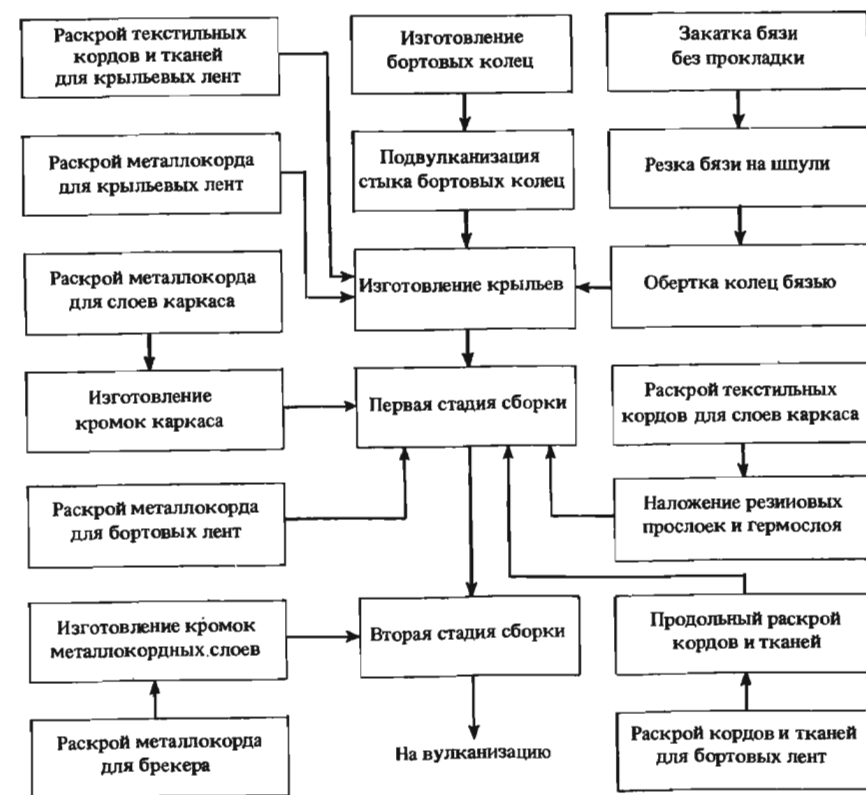 Раскрой текстильных
кордов и тканей
для крыльевых лент
Изготовление
бортовых колец
Закатка бязи
без прокладки
Раскрой металлокорда
для крыльевых лент
Подвулканизация
стыка бортовых колец
Резка бязи на шпули
Раскрой металлокорда
для слоев каркаса
Изготовление крыльев
Обертка колец бязью
Изготовление
кромок каркаса
Первая стадия сборки
Раскрой текстильных
кордов для слоев каркаса
Раскрой металлокорда
для бортовых лент
Наложение резиновых
прослоек и гермослоя
Изготовление кромок
металлокордных слоев
Вторая стадия сборки
Продольный раскрой
кордов и тканей
Раскрой металлокорда
для брекера
На вулканизацию
Раскрой кордов и тканей
для бортовых лент